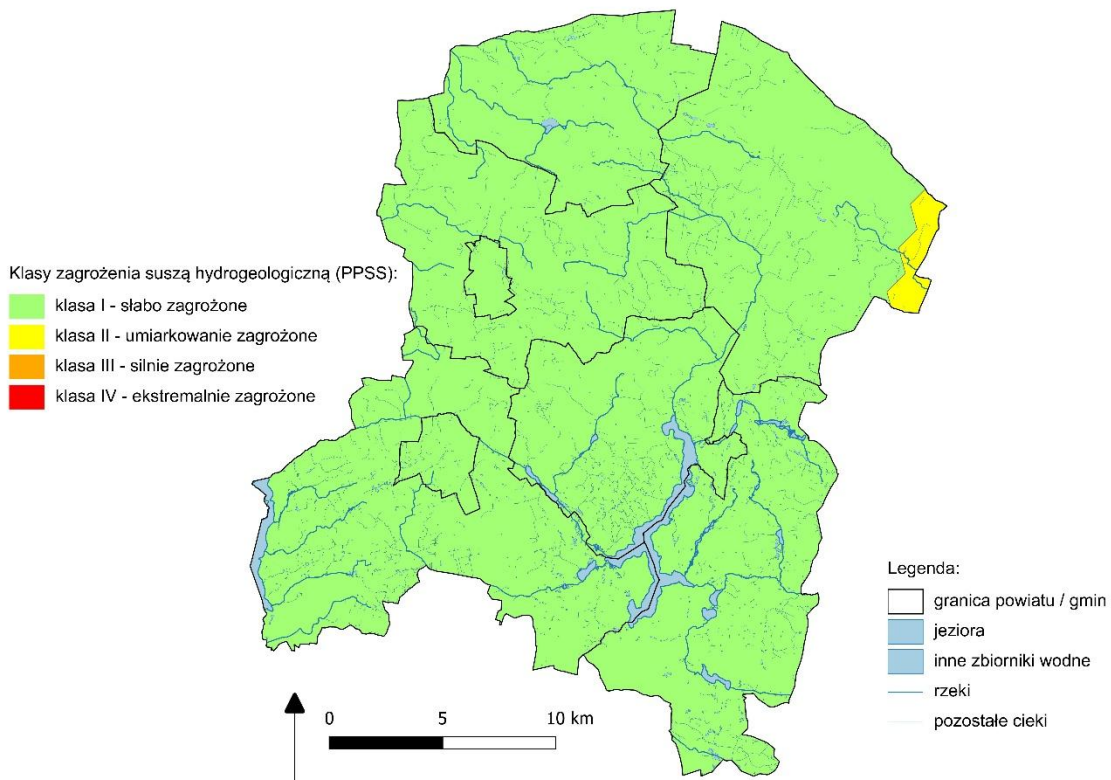 Klasy zagrożenia suszą hydrogeologiczną (PPSS):
klasa I - słabo zagrożone
klasa II - umiarkowanie zagrożone
klasa III - silnie zagrożone
klasa IV - ekstremalnie zagrożone
Legenda:
granica powiatu / gmin
jeziora
inne zbiorniki wodne
rzeki
pozostałe cieki
0 5 10 km